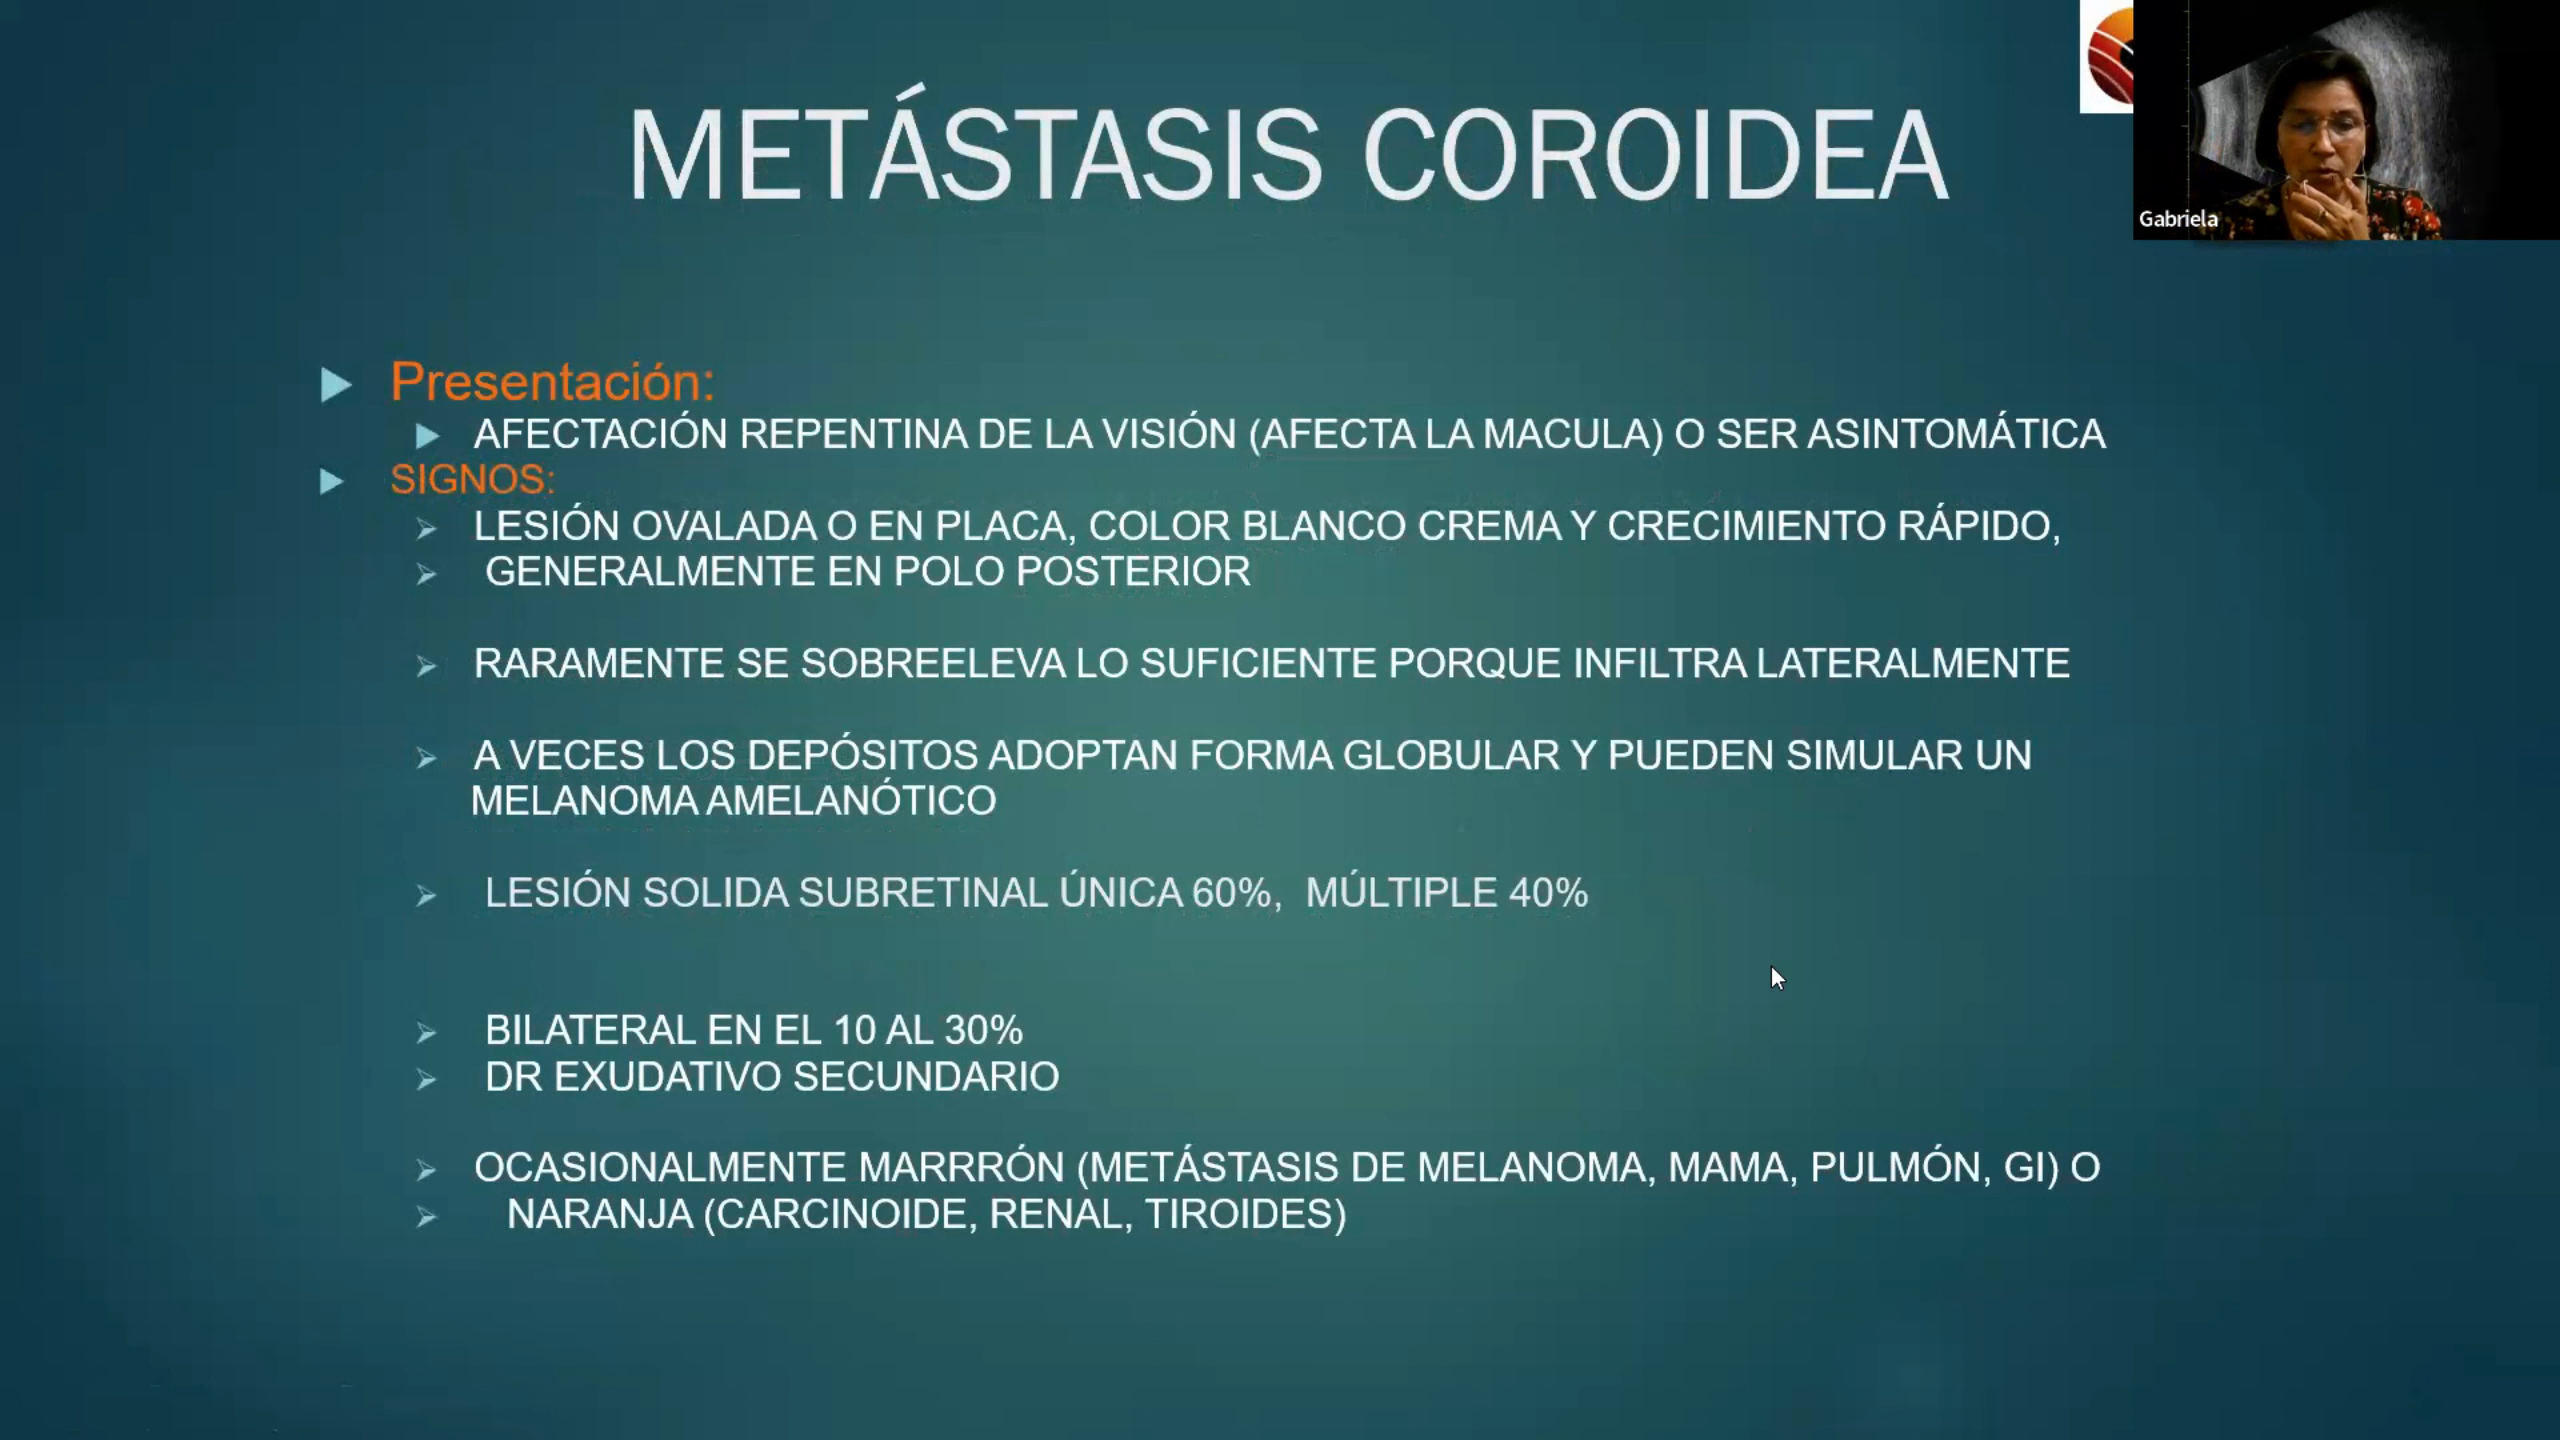 METÁSTASIS COROIDEA
Gabriela
Presentación:
AFECTACIÓN REPENTINA DE LA VISIÓN (AFECTA LA MACULA) O SER ASINTOMÁTICA
SIGNOS:
LESIÓN OVALADA O EN PLACA, COLOR BLANCO CREMA Y CRECIMIENTO RÁPIDO,
GENERALMENTE EN POLO POSTERIOR
RARAMENTE SE SOBREELEVA LO SUFICIENTE PORQUE INFILTRA LATERALMENTE
A VECES LOS DEPÓSITOS ADOPTAN FORMA GLOBULAR Y PUEDEN SIMULAR UN
MELANOMA AMELANÓTICO
LESIÓN SOLIDA SUBRETINAL ÚNICA 60%, MÚLTIPLE 40%
BILATERAL EN EL 10 AL 30%
DR EXUDATIVO SECUNDARIO
OCASIONALMENTE MARRRÓN (METÁSTASIS DE MELANOMA, MAMA, PULMÓN, GI) O
NARANJA (CARCINOIDE, RENAL, TIROIDES)